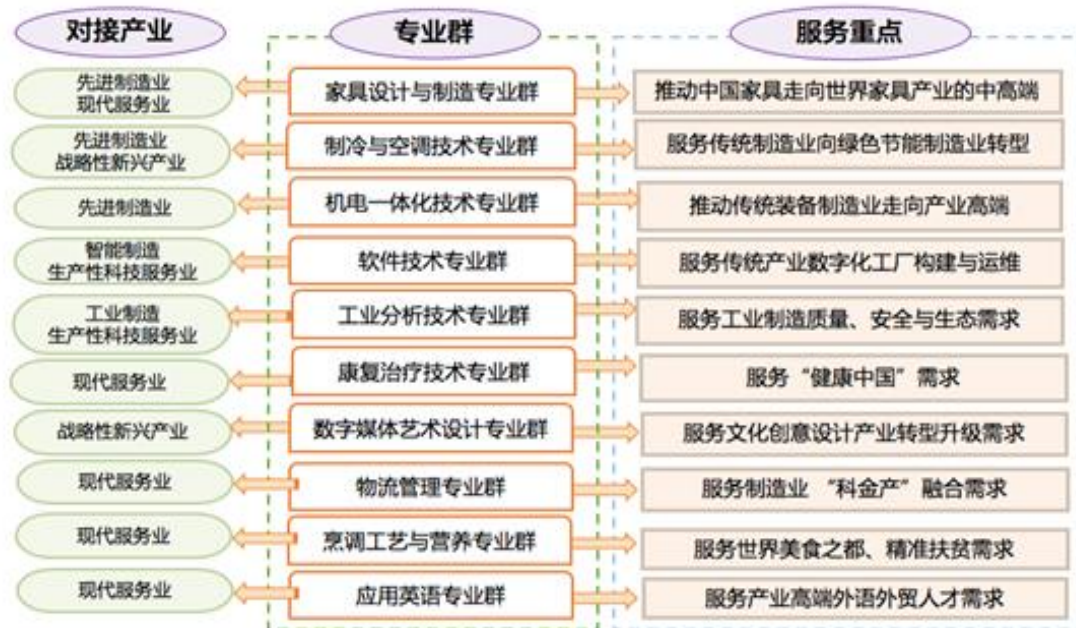 对接产业 专业群 服务重点
先进制造业
现代服务业
家具设计与制造专业群
推动中国家具走向世界家具产业的中高端
先进制造业
战略性新兴产业
制冷与空调技术专业群
服务传统制造业向绿色节能制造业转型
先进制造业
机电一体化技术专业群
推动传统装备制造业走向产业高端
智能制造
生产性科技服务业
软件技术专业群
服务传统产业数字化工厂构建与运维
工业制造
生产性科技服务业
工业分析技术专业群
服务工业制造质量、安全与生态需求
现代服务业
康复治疗技术专业群
服务“健康中国”需求
战略性新兴产业
数字媒体艺术设计专业群
服务文化创意设计产业转型升级需求
现代服务业
物流管理专业群
服务制造业 “科金产”融合需求
现代服务业
烹调工艺与营养专业群
服务世界美食之都、精准扶贫需求
现代服务业
应用英语专业群
服务产业高端外语外贸人才需求